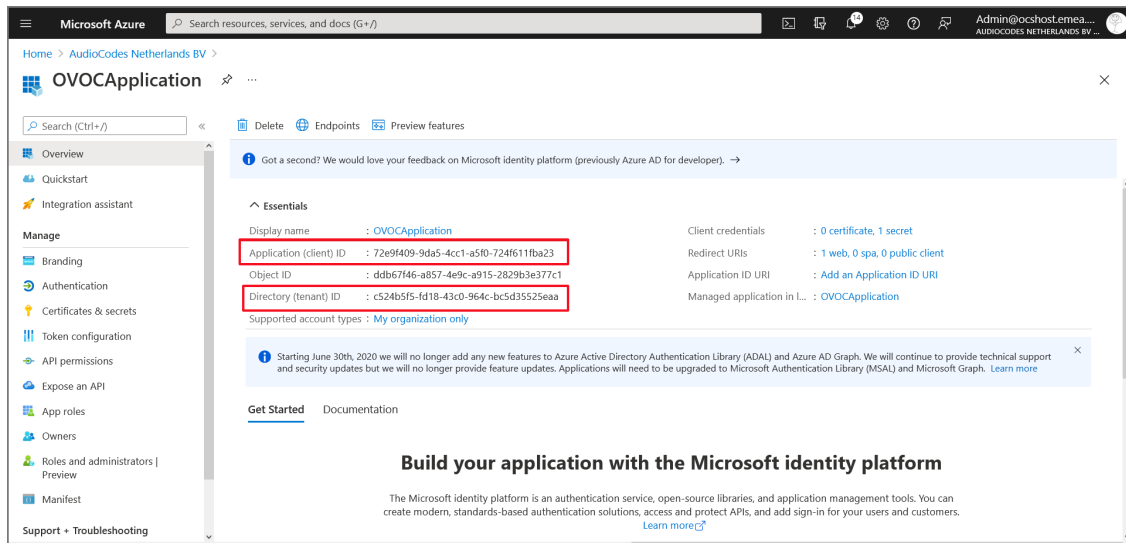 Microsoft Azure
Search resources, services, and docs (G+/)
14
Admin@ocshost.emea....
AUDIOCODES NETHERLANDS BV ...
Home > AudioCodes Netherlands BV >
OVOCApplication
...
Search (Ctrl+/)
«
Delete
Endpoints
Preview features
Overview
Quickstart
Integration assistant
Manage
Branding
Authentication
Certificates & secrets
Token configuration
API permissions
Expose an API
App roles
Owners
Roles and administrators |
Preview
Manifest
Support + Troubleshooting
Got a second? We would love your feedback on Microsoft identity platform (previously Azure AD for developer). →
Essentials
Display name : OVOCApplication
Application (client) ID : 72e9f409-9da5-4cc1-a5f0-724f611fba23
Object ID : ddb67f46-a857-4e9c-a915-2829b3e377c1
Directory (tenant) ID : c524b5f5-fd18-43c0-964c-bc5d35525eaa
Supported account types : My organization only
Client credentials : 0 certificate, 1 secret
Redirect URIs : 1 web, 0 spa, 0 public client
Application ID URI : Add an Application ID URI
Managed application in l... : OVOCApplication
Starting June 30th, 2020 we will no longer add any new features to Azure Active Directory Authentication Library (ADAL) and Azure AD Graph. We will continue to provide technical support
and security updates but we will no longer provide feature updates. Applications will need to be upgraded to Microsoft Authentication Library (MSAL) and Microsoft Graph. Learn more
Get Started
Documentation
Build your application with the Microsoft identity platform
The Microsoft identity platform is an authentication service, open-source libraries, and application management tools. You can
create modern, standards-based authentication solutions, access and protect APIs, and add sign-in for your users and customers.
Learn more